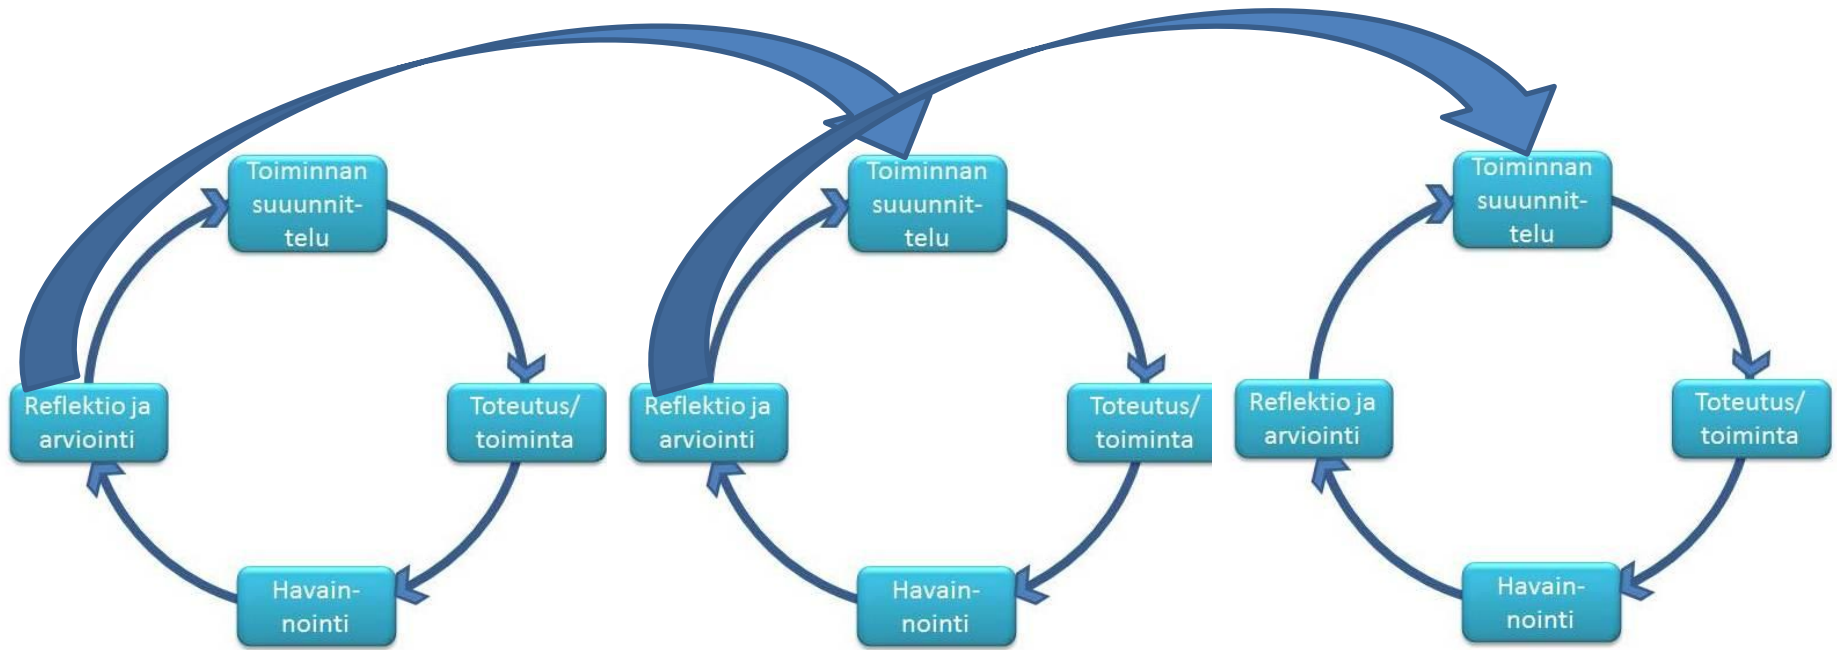 Toiminnan
suuunnit-
telu
Toteutus/
toiminta
Havain-
nointi
Reflektio ja
arviointi
Toiminnan
suuunnit-
telu
Toteutus/
toiminta
Havain-
nointi
Reflektio ja
arviointi
Toiminnan
suuunnit-
telu
Toteutus/
toiminta
Havain-
nointi
Reflektio ja
arviointi